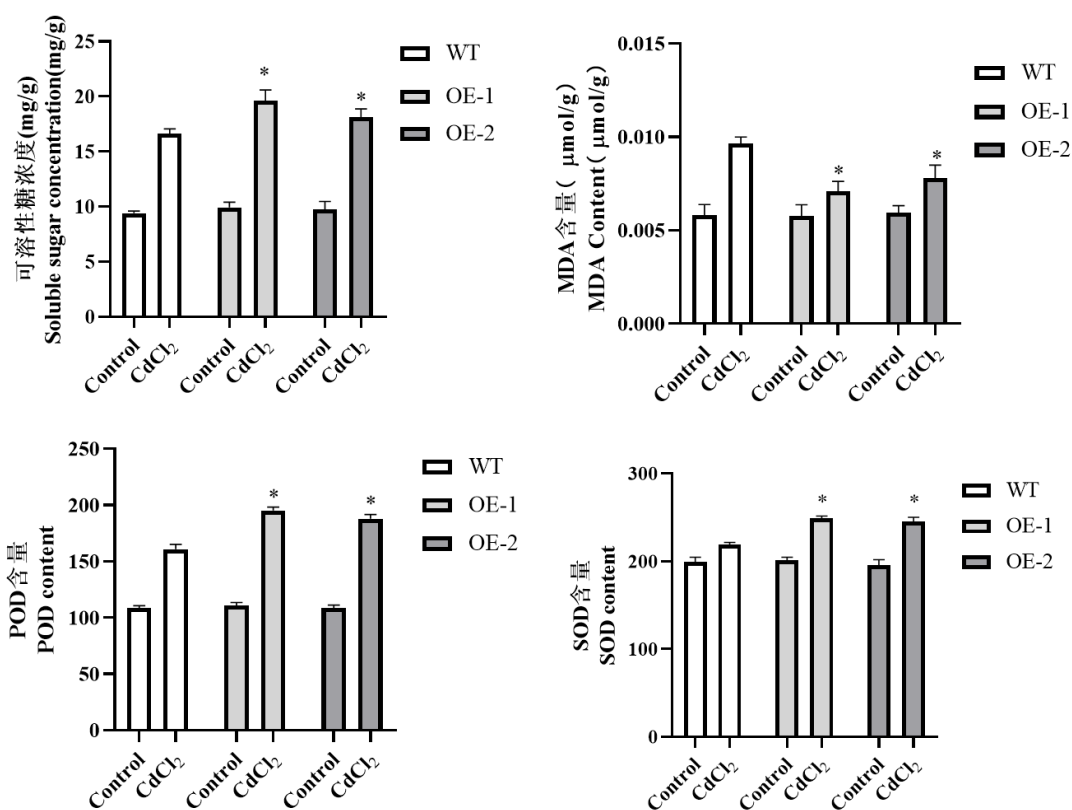 可溶性糖浓度(mg/g)
Soluble sugar concentration(mg/g)
25
20
15
10
5
0
*
*
Control
CdCl₂
Control
CdCl₂
Control
CdCl₂
WT
OE-1
OE-2
MDA含量( μmol/g)
MDA Content( μmol/g)
0.015
0.010
0.005
0.000
*
*
Control
CdCl₂
Control
CdCl₂
Control
CdCl₂
WT
OE-1
OE-2
POD含量
POD content
250
200
150
100
50
0
*
*
Control
CdCl₂
Control
CdCl₂
Control
CdCl₂
WT
OE-1
OE-2
SOD含量
SOD content
300
200
100
0
*
*
Control
CdCl₂
Control
CdCl₂
Control
CdCl₂
WT
OE-1
OE-2